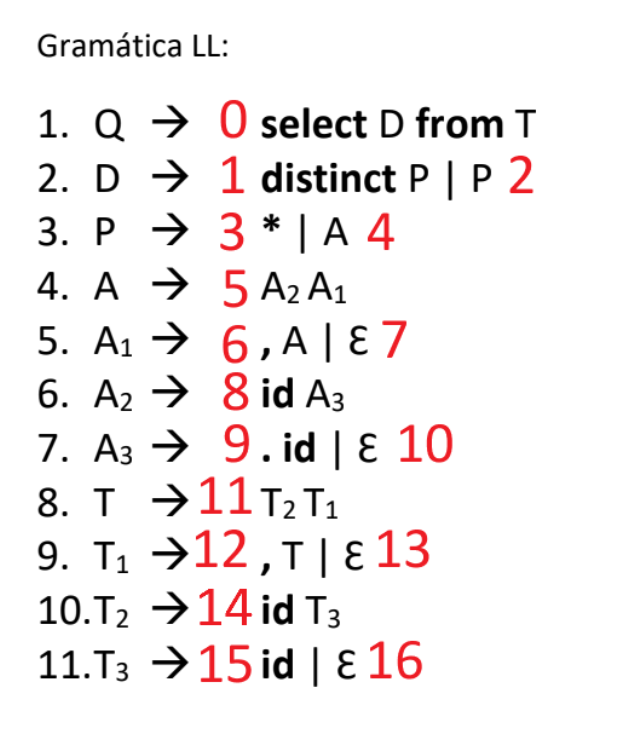 Gramática LL:
1. Q → 0 select D from T
2. D → 1 distinct P | P 2
3. P → 3 * | A 4
4. A → 5 A₂ A₁
5. A₁ → 6 , A | Ɛ 7
6. A₂ → 8 id A₃
7. A₃ → 9 . id | Ɛ 10
8. T → 11 T₂ T₁
9. T₁ → 12 , T | Ɛ 13
10.T₂ → 14 id T₃
11.T₃ → 15 id | Ɛ 16